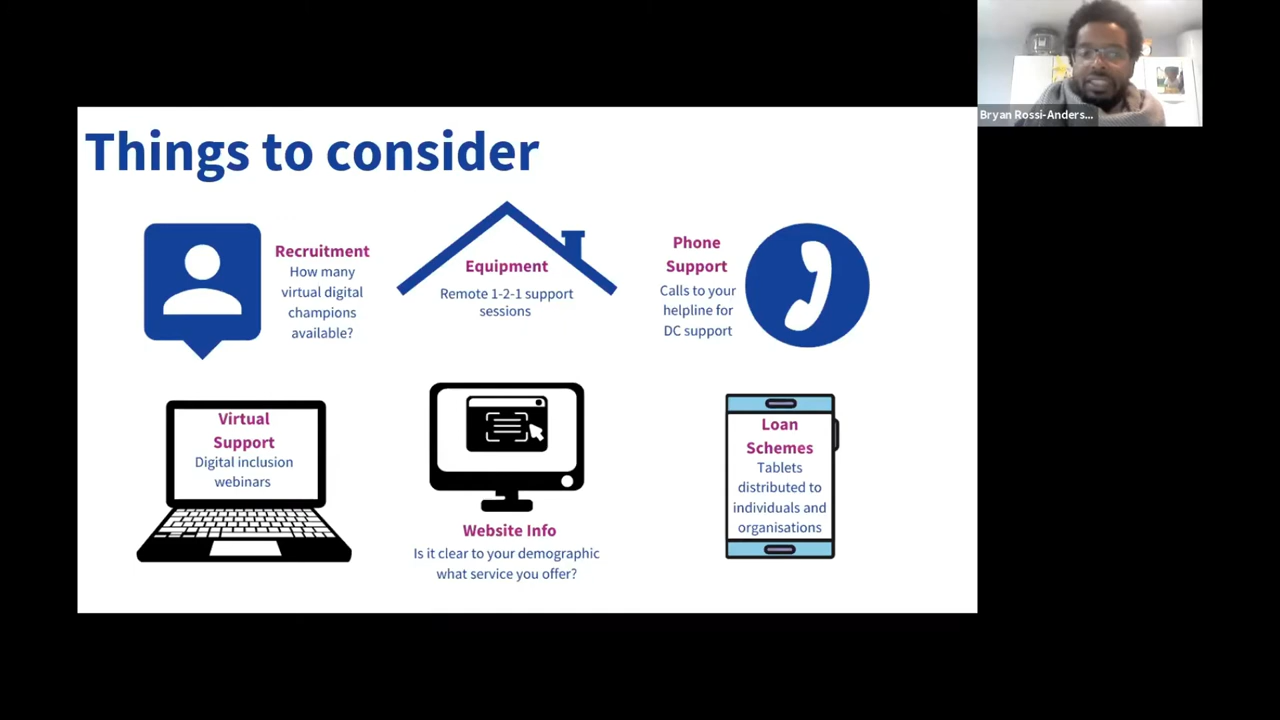 Bryan Rossi-Anders...
Things to consider
Recruitment
How many
virtual digital
champions
available?
Equipment
Remote 1-2-1 support
sessions
Phone
Support
Calls to your
helpline for
DC support
Virtual
Support
Digital inclusion
webinars
Website Info
Is it clear to your demographic
what service you offer?
Loan
Schemes
Tablets
distributed to
individuals and
organisations